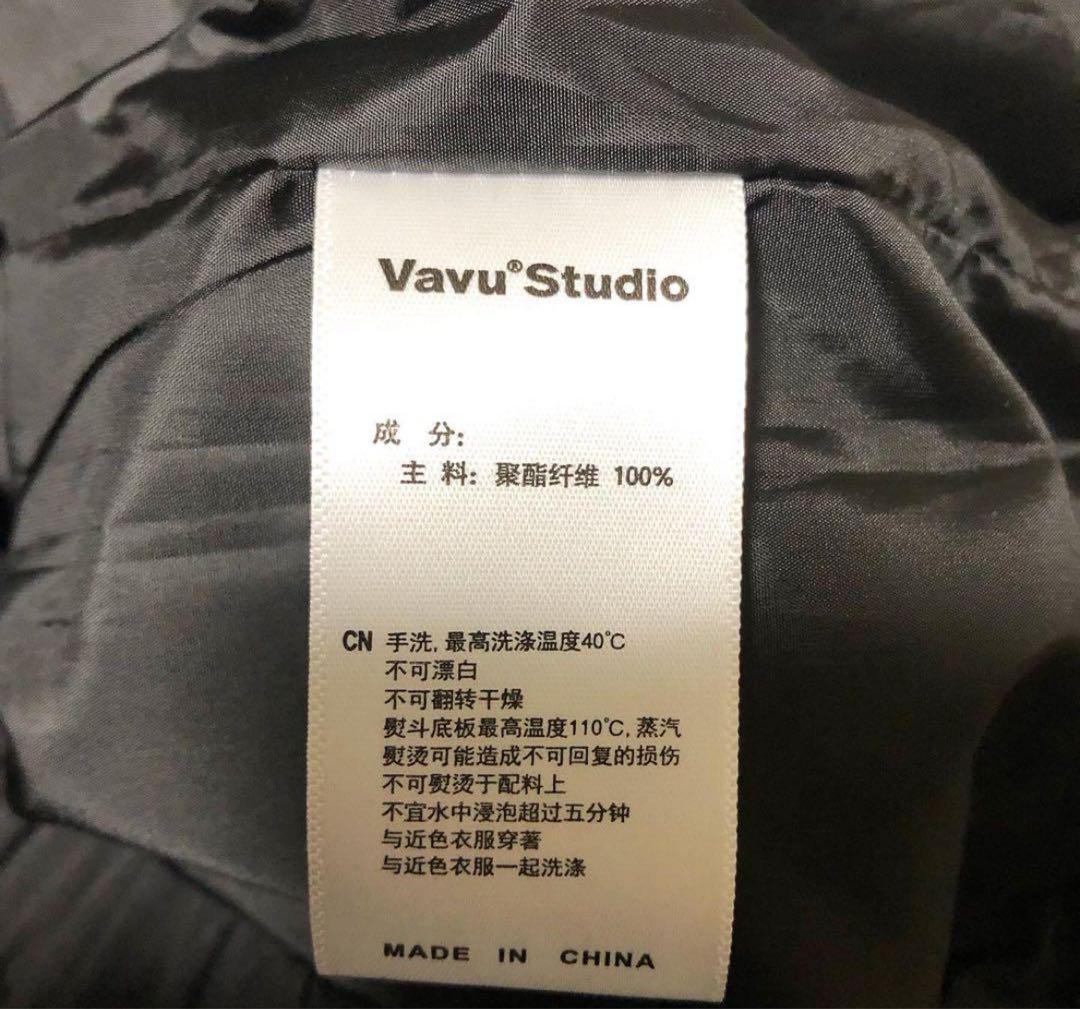 Vavu®Studio
成 分:
主 料: 聚酯纤维 100%
CN 手洗, 最高洗涤温度40℃
不可漂白
不可翻转干燥
熨斗底板最高温度110℃, 蒸汽
熨烫可能造成不可回复的损伤
不可熨烫于配料上
不宜水中浸泡超过五分钟
与近色衣服穿著
与近色衣服一起洗涤
MADE IN CHINA